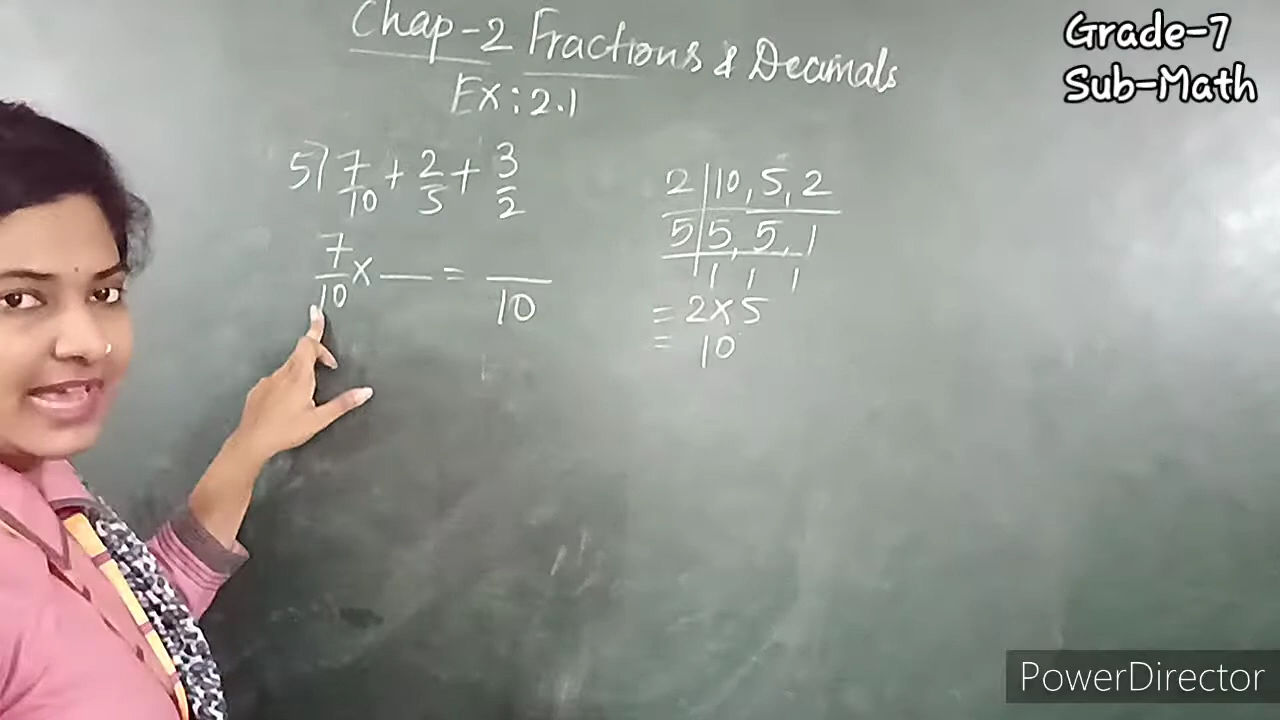 Chap-2 Fractions & Decimals
Grade-7
Sub-Math
Ex:2.1
5) 7/10 + 2/5 + 3/2
7/10 × — = —/10
2|10,5,2
5|5,5,1
|1 1 1
= 2×5
= 10
PowerDirector